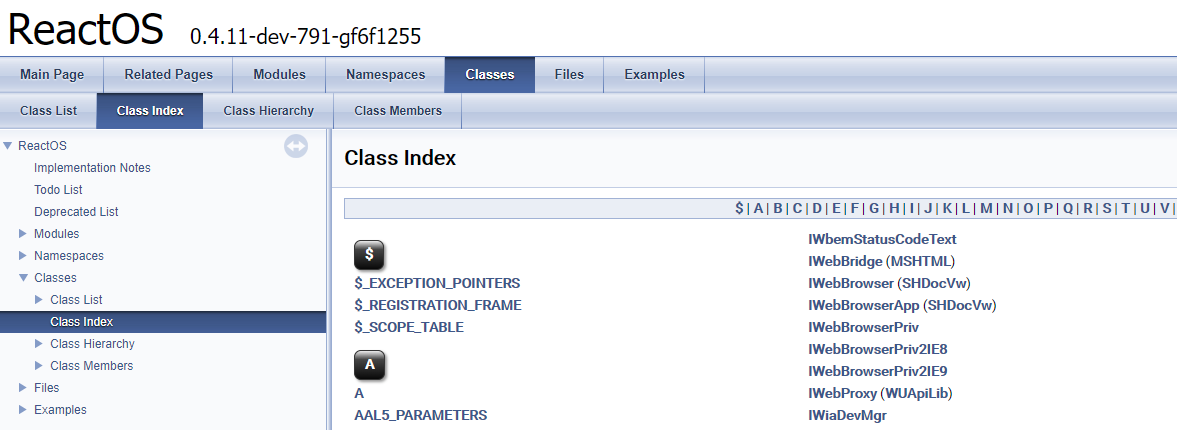 ReactOS 0.4.11-dev-791-gf6f1255
Main Page Related Pages Modules Namespaces Classes Files Examples
Class List Class Index Class Hierarchy Class Members
ReactOS
Implementation Notes
Todo List
Deprecated List
Modules
Namespaces
Classes
Class List
Class Index
Class Hierarchy
Class Members
Files
Examples
Class Index
$ | A | B | C | D | E | F | G | H | I | J | K | L | M | N | O | P | Q | R | S | T | U | V |
$
$_EXCEPTION_POINTERS
$_REGISTRATION_FRAME
$_SCOPE_TABLE
A
A
AAL5_PARAMETERS
IWbemStatusCodeText
IWebBridge (MSHTML)
IWebBrowser (SHDocVw)
IWebBrowserApp (SHDocVw)
IWebBrowserPriv
IWebBrowserPriv2IE8
IWebBrowserPriv2IE9
IWebProxy (WUApiLib)
IWiaDevMgr